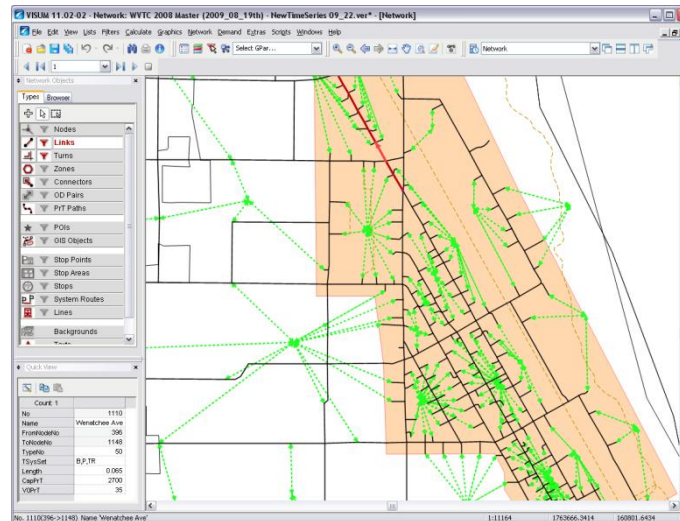 VISUM 11.02-02 - Network: WVTC 2008 Master (2009_08_19th) - NewTimeSeries 09_22.ver* - [Network]
File Edit View Lists Filters Calculate Graphics Network Demand Extras Scripts Windows Help
Select GPar...
Network
1
Network Objects
Types Browser
Nodes
Links
Turns
Zones
Connectors
OD Pairs
PrT Paths
POIs
GIS Objects
Stop Points
Stop Areas
Stops
System Routes
Lines
Backgrounds
Texts
Quick View
Count: 1
No 1110
Name Wenatchee Ave
FromNodeNo 396
ToNodeNo 1148
TypeNo 50
TSysSet B,P,TR
Length 0.065
CapPrT 2700
V0PrT 35
No. 1110(396->1148) Name 'Wenatchee Ave' 1:11164 1763666.3414 160801.6434